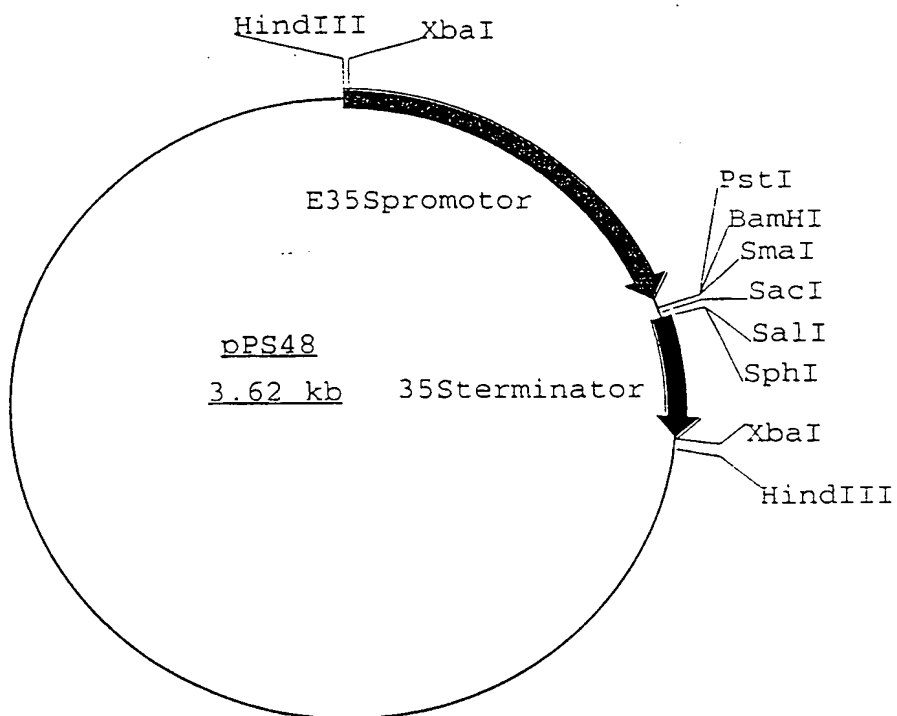 HindIII
XbaI
E35Spromotor
PstI
BamHI
SmaI
SacI
SalI
SphI
pPS48
3.62 kb
35Sterminator
XbaI
HindIII